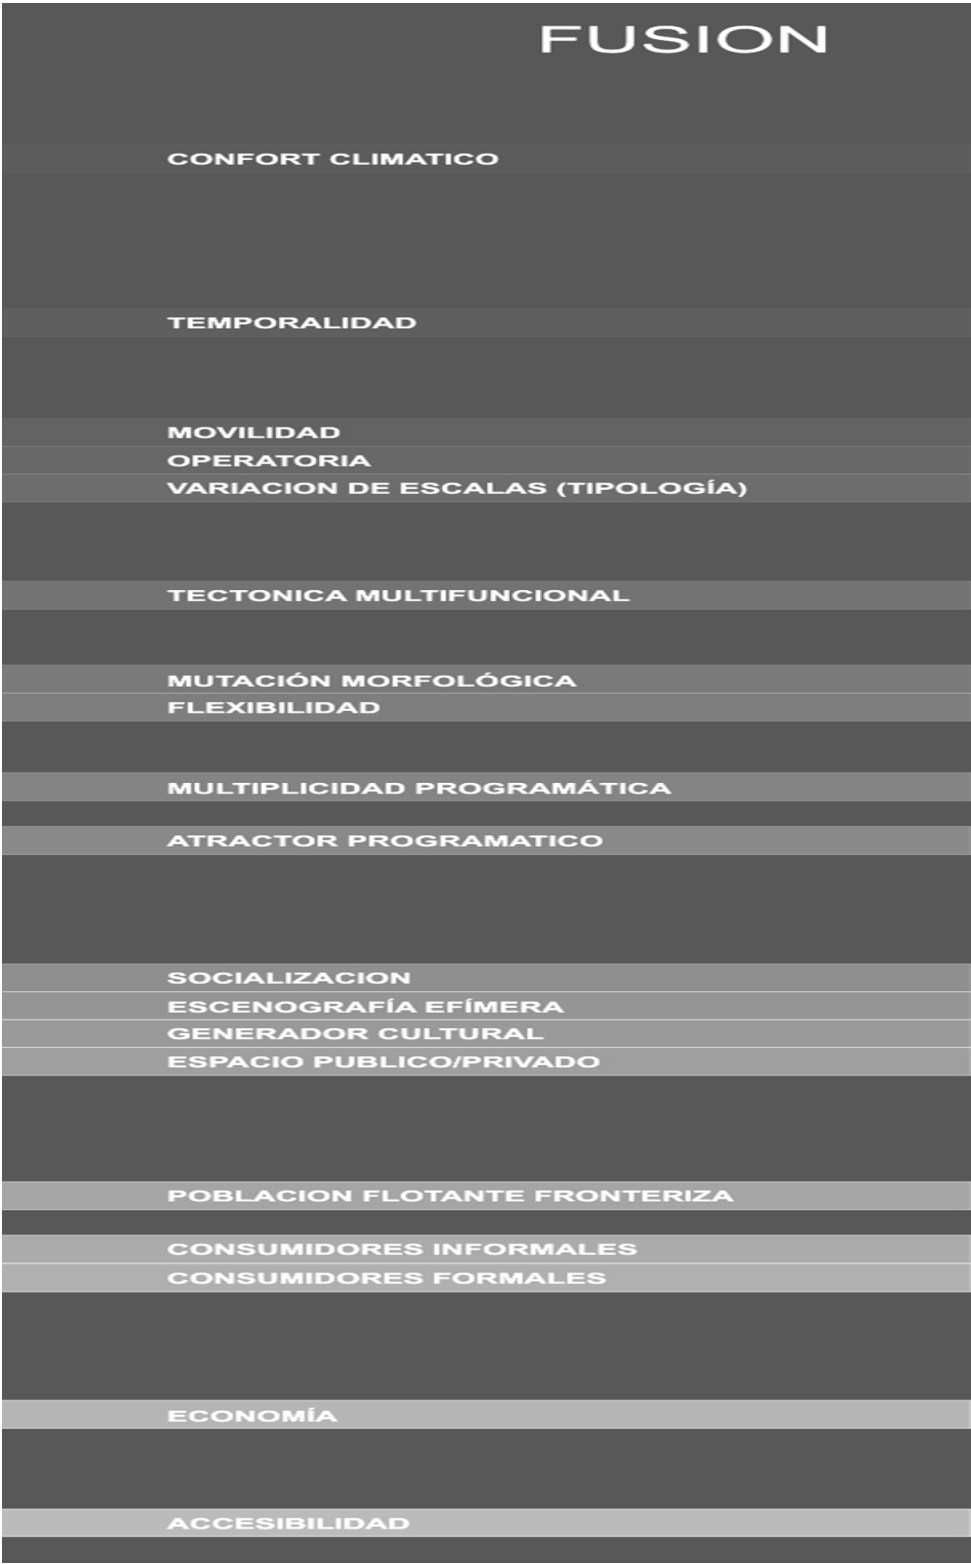 FUSION
CONFORT CLIMATICO
TEMPORALIDAD
MOVILIDAD
OPERATORIA
VARIACION DE ESCALAS (TIPOLOGÍA)
TECTONICA MULTIFUNCIONAL
MUTACIÓN MORFOLÓGICA
FLEXIBILIDAD
MULTIPLICIDAD PROGRAMÁTICA
ATRACTOR PROGRAMATICO
SOCIALIZACION
ESCENOGRAFÍA EFÍMERA
GENERADOR CULTURAL
ESPACIO PUBLICO/PRIVADO
POBLACION FLOTANTE FRONTERIZA
CONSUMIDORES INFORMALES
CONSUMIDORES FORMALES
ECONOMÍA
ACCESIBILIDAD